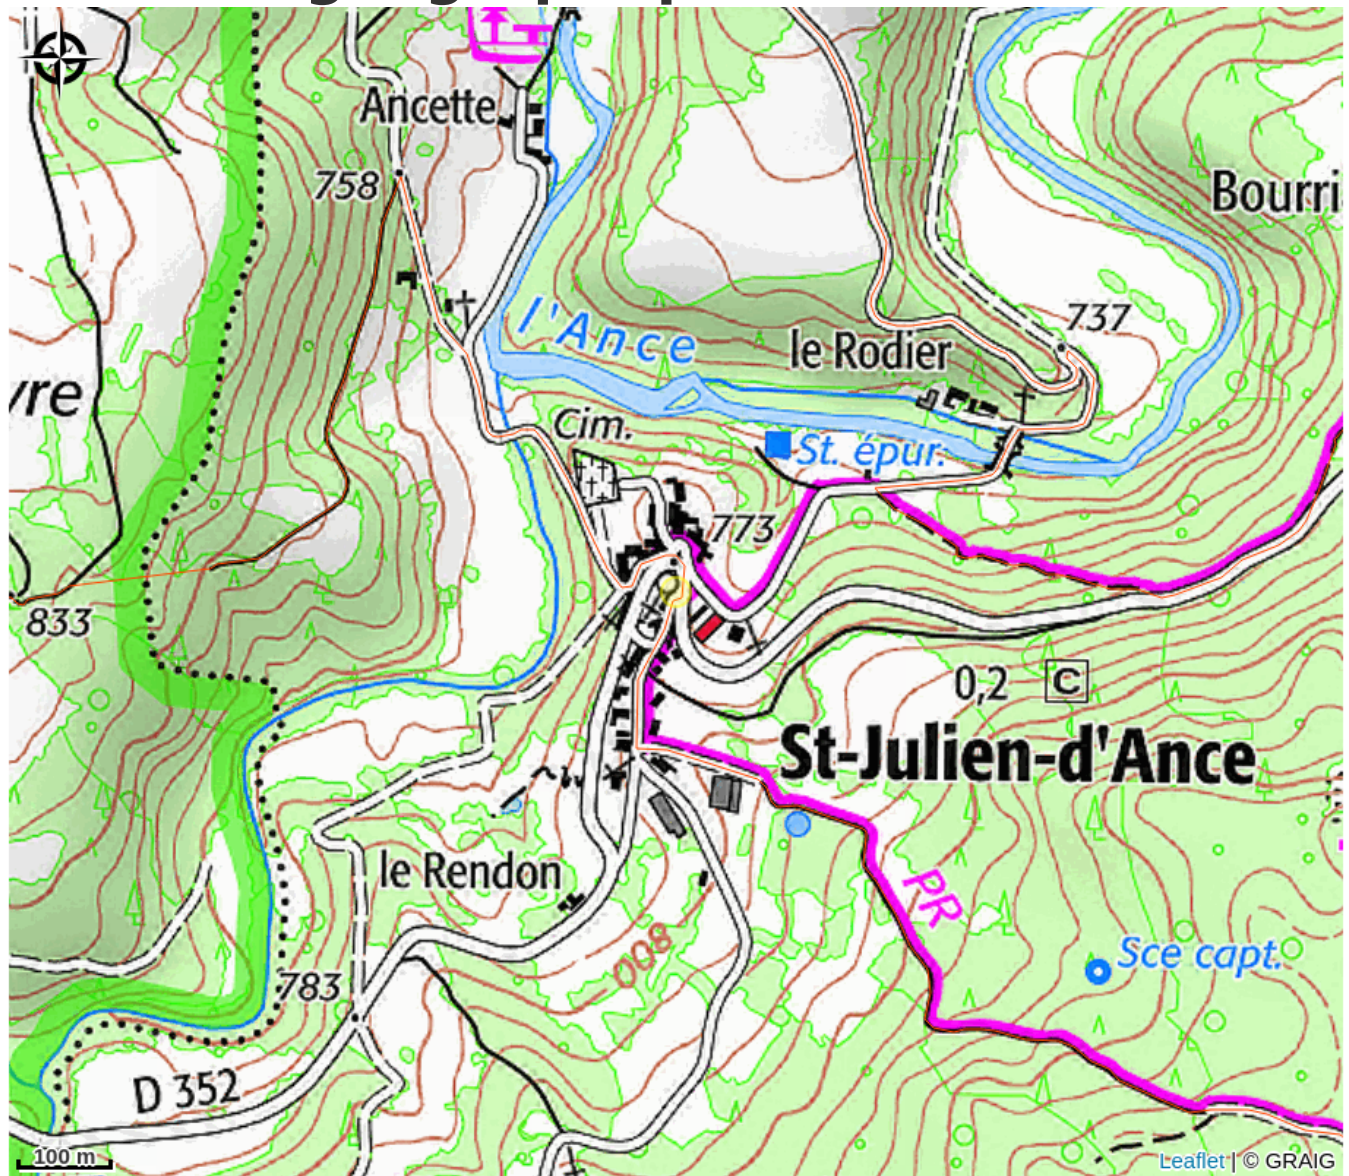 Ancette
758
Bourri
l'Ance
737
le Rodier
vre
Cim.
St. épur.
773
833
0,2 C
St-Julien-d'Ance
le Rendon
PR
800
Sce capt.
783
D 352
100 m
Leaflet | © GRAIG